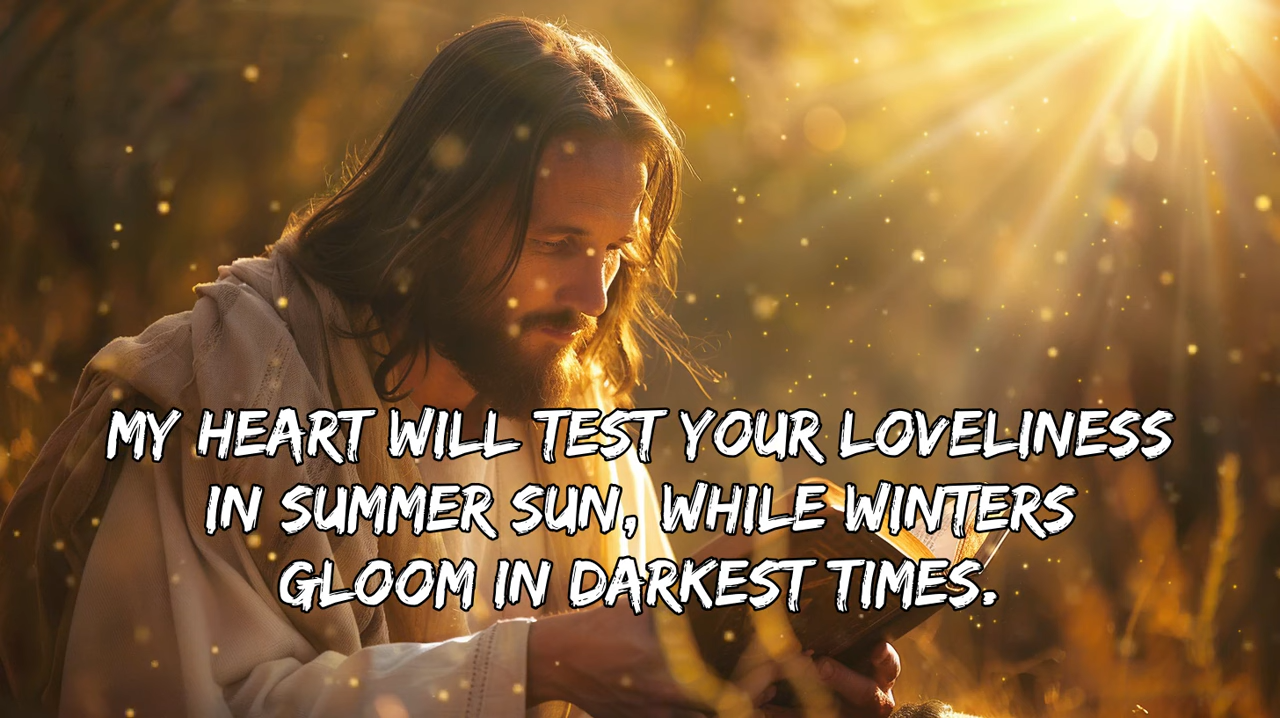 MY HEART WILL TEST YOUR LOVELINESS
IN SUMMER SUN, WHILE WINTERS
GLOOM IN DARKEST TIMES.